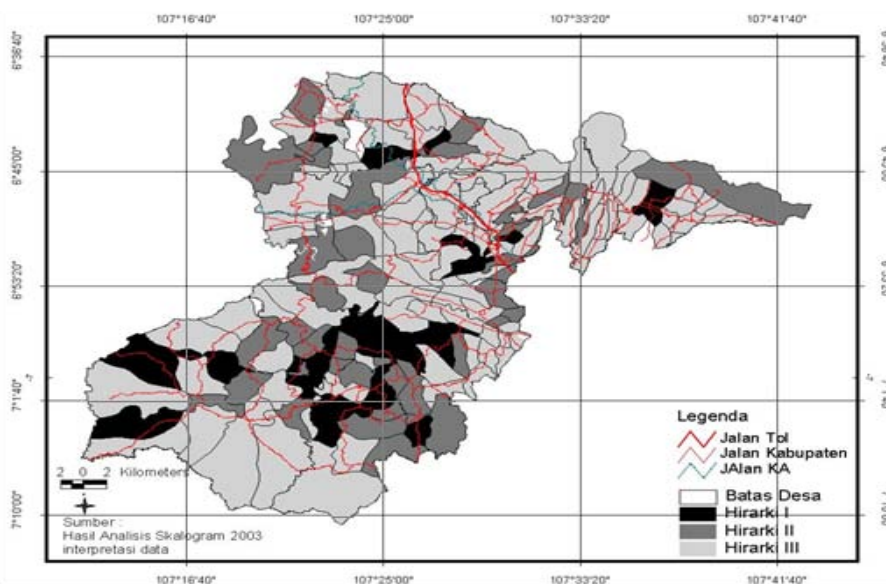 107°16'40" 107°25'00" 107°33'20" 107°41'40"
6°36'40"
6°45'00"
6°53'20"
7°1'40"
7°10'00"
Legenda
Jalan Tol
Jalan Kabupaten
JAlan KA
Batas Desa
Hirarki I
Hirarki II
Hirarki III
2 0 2 Kilometers
Sumber :
Hasil Analisis Skalogram 2003
interpretasi data
107°16'40" 107°25'00" 107°33'20" 107°41'40"